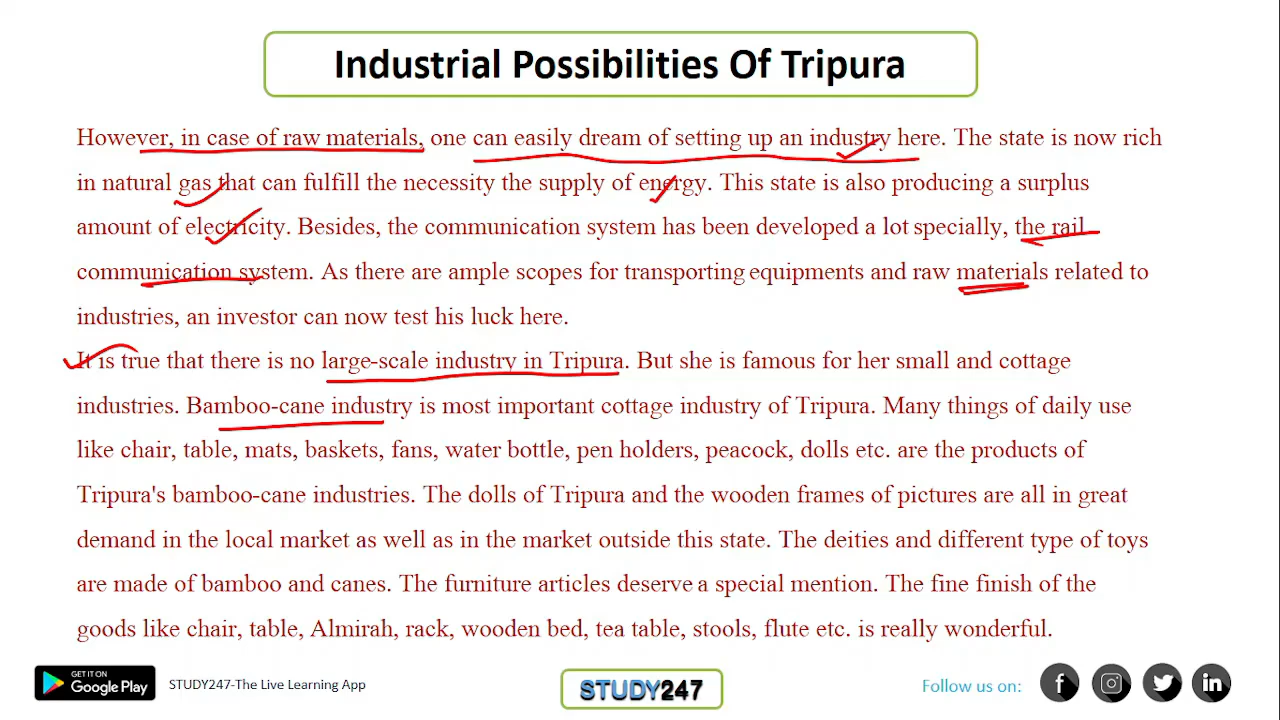 Industrial Possibilities Of Tripura
However, in case of raw materials, one can easily dream of setting up an industry here. The state is now rich
in natural gas that can fulfill the necessity the supply of energy. This state is also producing a surplus
amount of electricity. Besides, the communication system has been developed a lot specially, the rail
communication system. As there are ample scopes for transporting equipments and raw materials related to
industries, an investor can now test his luck here.
It is true that there is no large-scale industry in Tripura. But she is famous for her small and cottage
industries. Bamboo-cane industry is most important cottage industry of Tripura. Many things of daily use
like chair, table, mats, baskets, fans, water bottle, pen holders, peacock, dolls etc. are the products of
Tripura's bamboo-cane industries. The dolls of Tripura and the wooden frames of pictures are all in great
demand in the local market as well as in the market outside this state. The deities and different type of toys
are made of bamboo and canes. The furniture articles deserve a special mention. The fine finish of the
goods like chair, table, Almirah, rack, wooden bed, tea table, stools, flute etc. is really wonderful.
GET IT ON
Google Play
STUDY247-The Live Learning App
STUDY247
Follow us on: